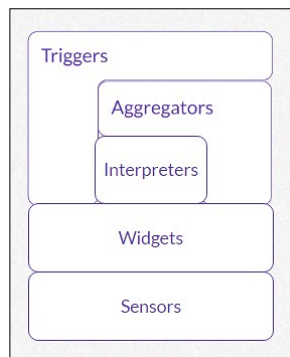 Triggers
Aggregators
Interpreters
Widgets
Sensors